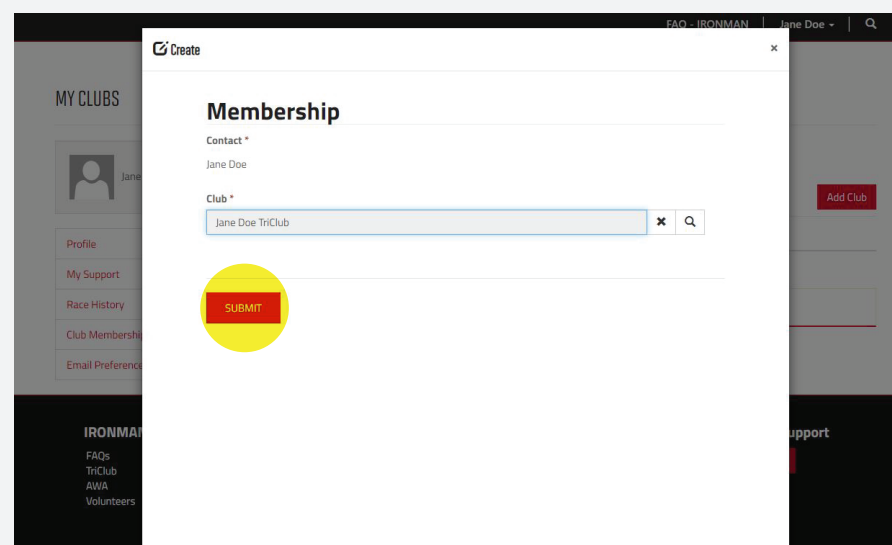 FAQ - IRONMAN
Jane Doe
Create
×
MY CLUBS
Membership
Contact *
Jane Doe
Jane
Club *
Add Club
Jane Doe TriClub
Profile
My Support
Race History
SUBMIT
Club Membership
Email Preference
IRONMAN
FAQs
TriClub
AWA
Volunteers
upport